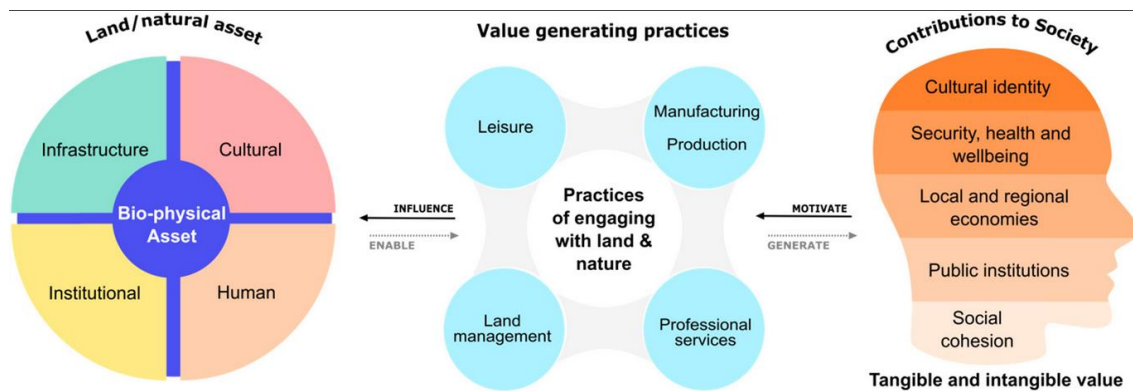 Land/natural asset
Infrastructure
Cultural
Bio-physical
Asset
Institutional
Human
INFLUENCE
ENABLE
Value generating practices
Leisure
Manufacturing
Production
Practices
of engaging
with land &
nature
Land
management
Professional
services
MOTIVATE
GENERATE
Contributions to Society
Cultural identity
Security, health and
wellbeing
Local and regional
economies
Public institutions
Social
cohesion
Tangible and intangible value